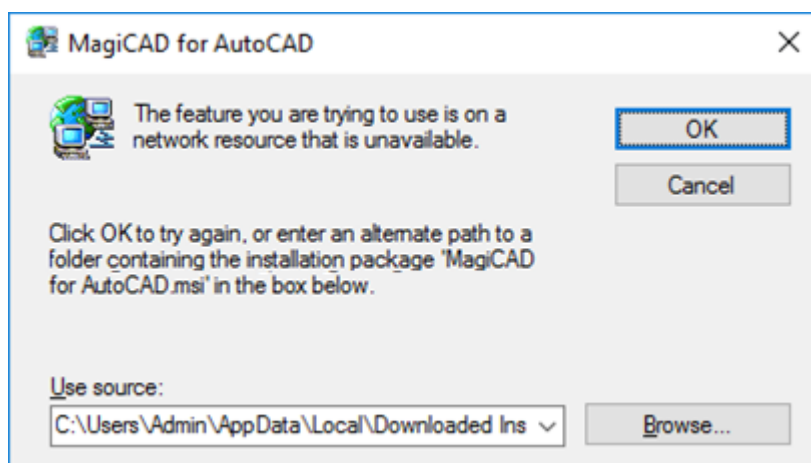 MagiCAD for AutoCAD
The feature you are trying to use is on a
network resource that is unavailable.
OK
Cancel
Click OK to try again, or enter an alternate path to a
folder containing the installation package 'MagiCAD
for AutoCAD.msi' in the box below.
Use source:
C:\Users\Admin\AppData\Local\Downloaded Ins
Browse...